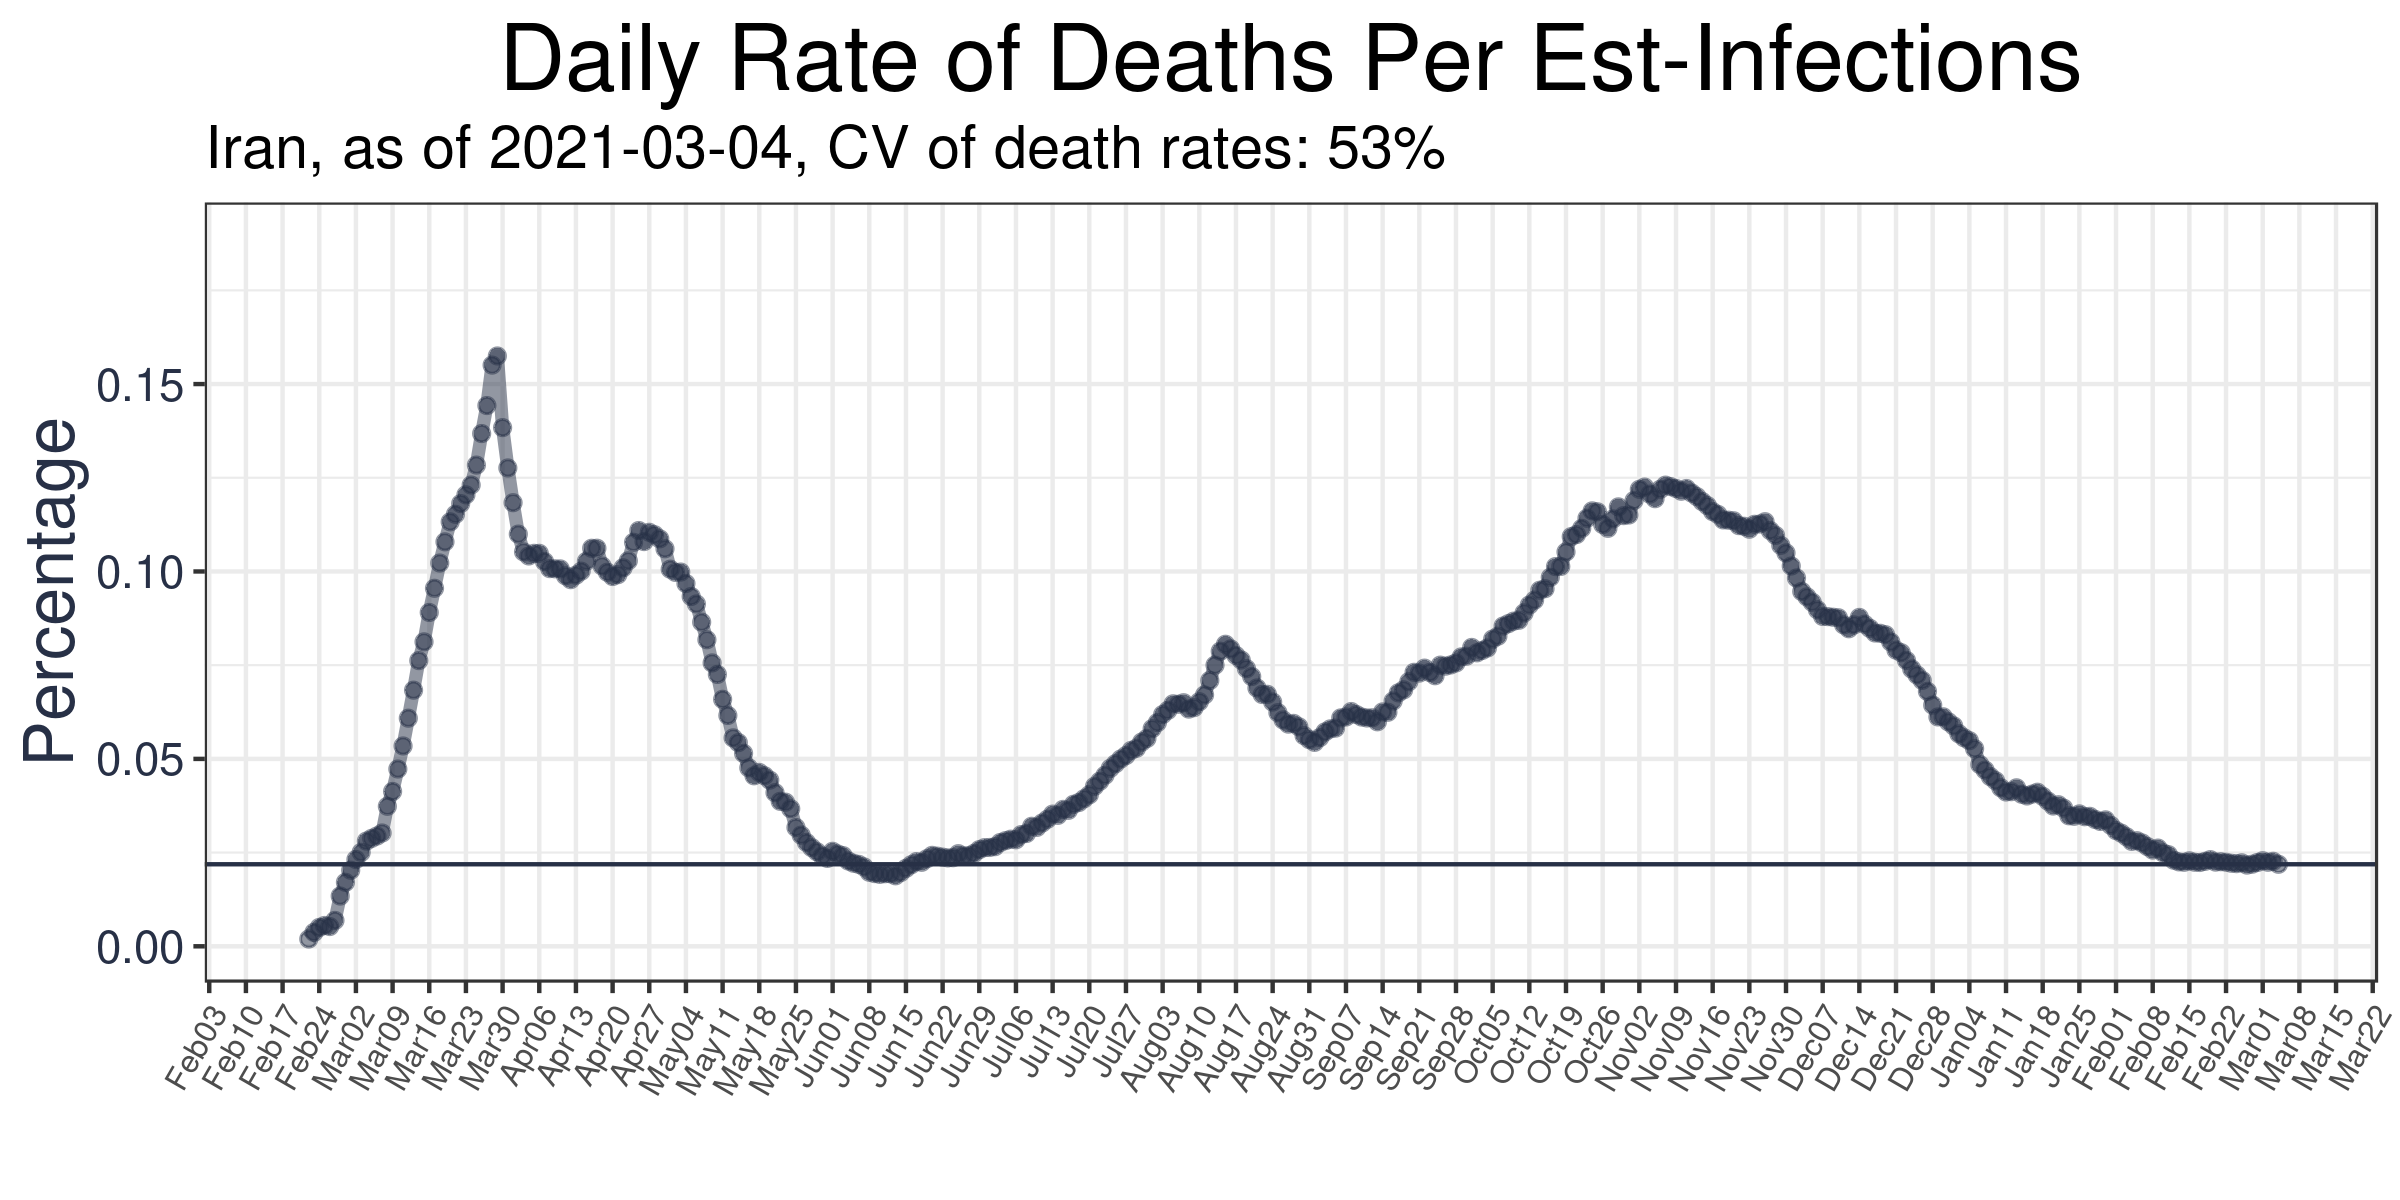 Daily Rate of Deaths Per Est-Infections
Iran, as of 2021-03-04, CV of death rates: 53%
Percentage
0.15
0.10
0.05
0.00
Feb03
Feb10
Feb17
Feb24
Mar02
Mar09
Mar16
Mar23
Mar30
Apr06
Apr13
Apr20
Apr27
May04
May11
May18
May25
Jun01
Jun08
Jun15
Jun22
Jun29
Jul06
Jul13
Jul20
Jul27
Aug03
Aug10
Aug17
Aug24
Aug31
Sep07
Sep14
Sep21
Sep28
Oct05
Oct12
Oct19
Oct26
Nov02
Nov09
Nov16
Nov23
Nov30
Dec07
Dec14
Dec21
Dec28
Jan04
Jan11
Jan18
Jan25
Feb01
Feb08
Feb15
Feb22
Mar01
Mar08
Mar15
Mar22